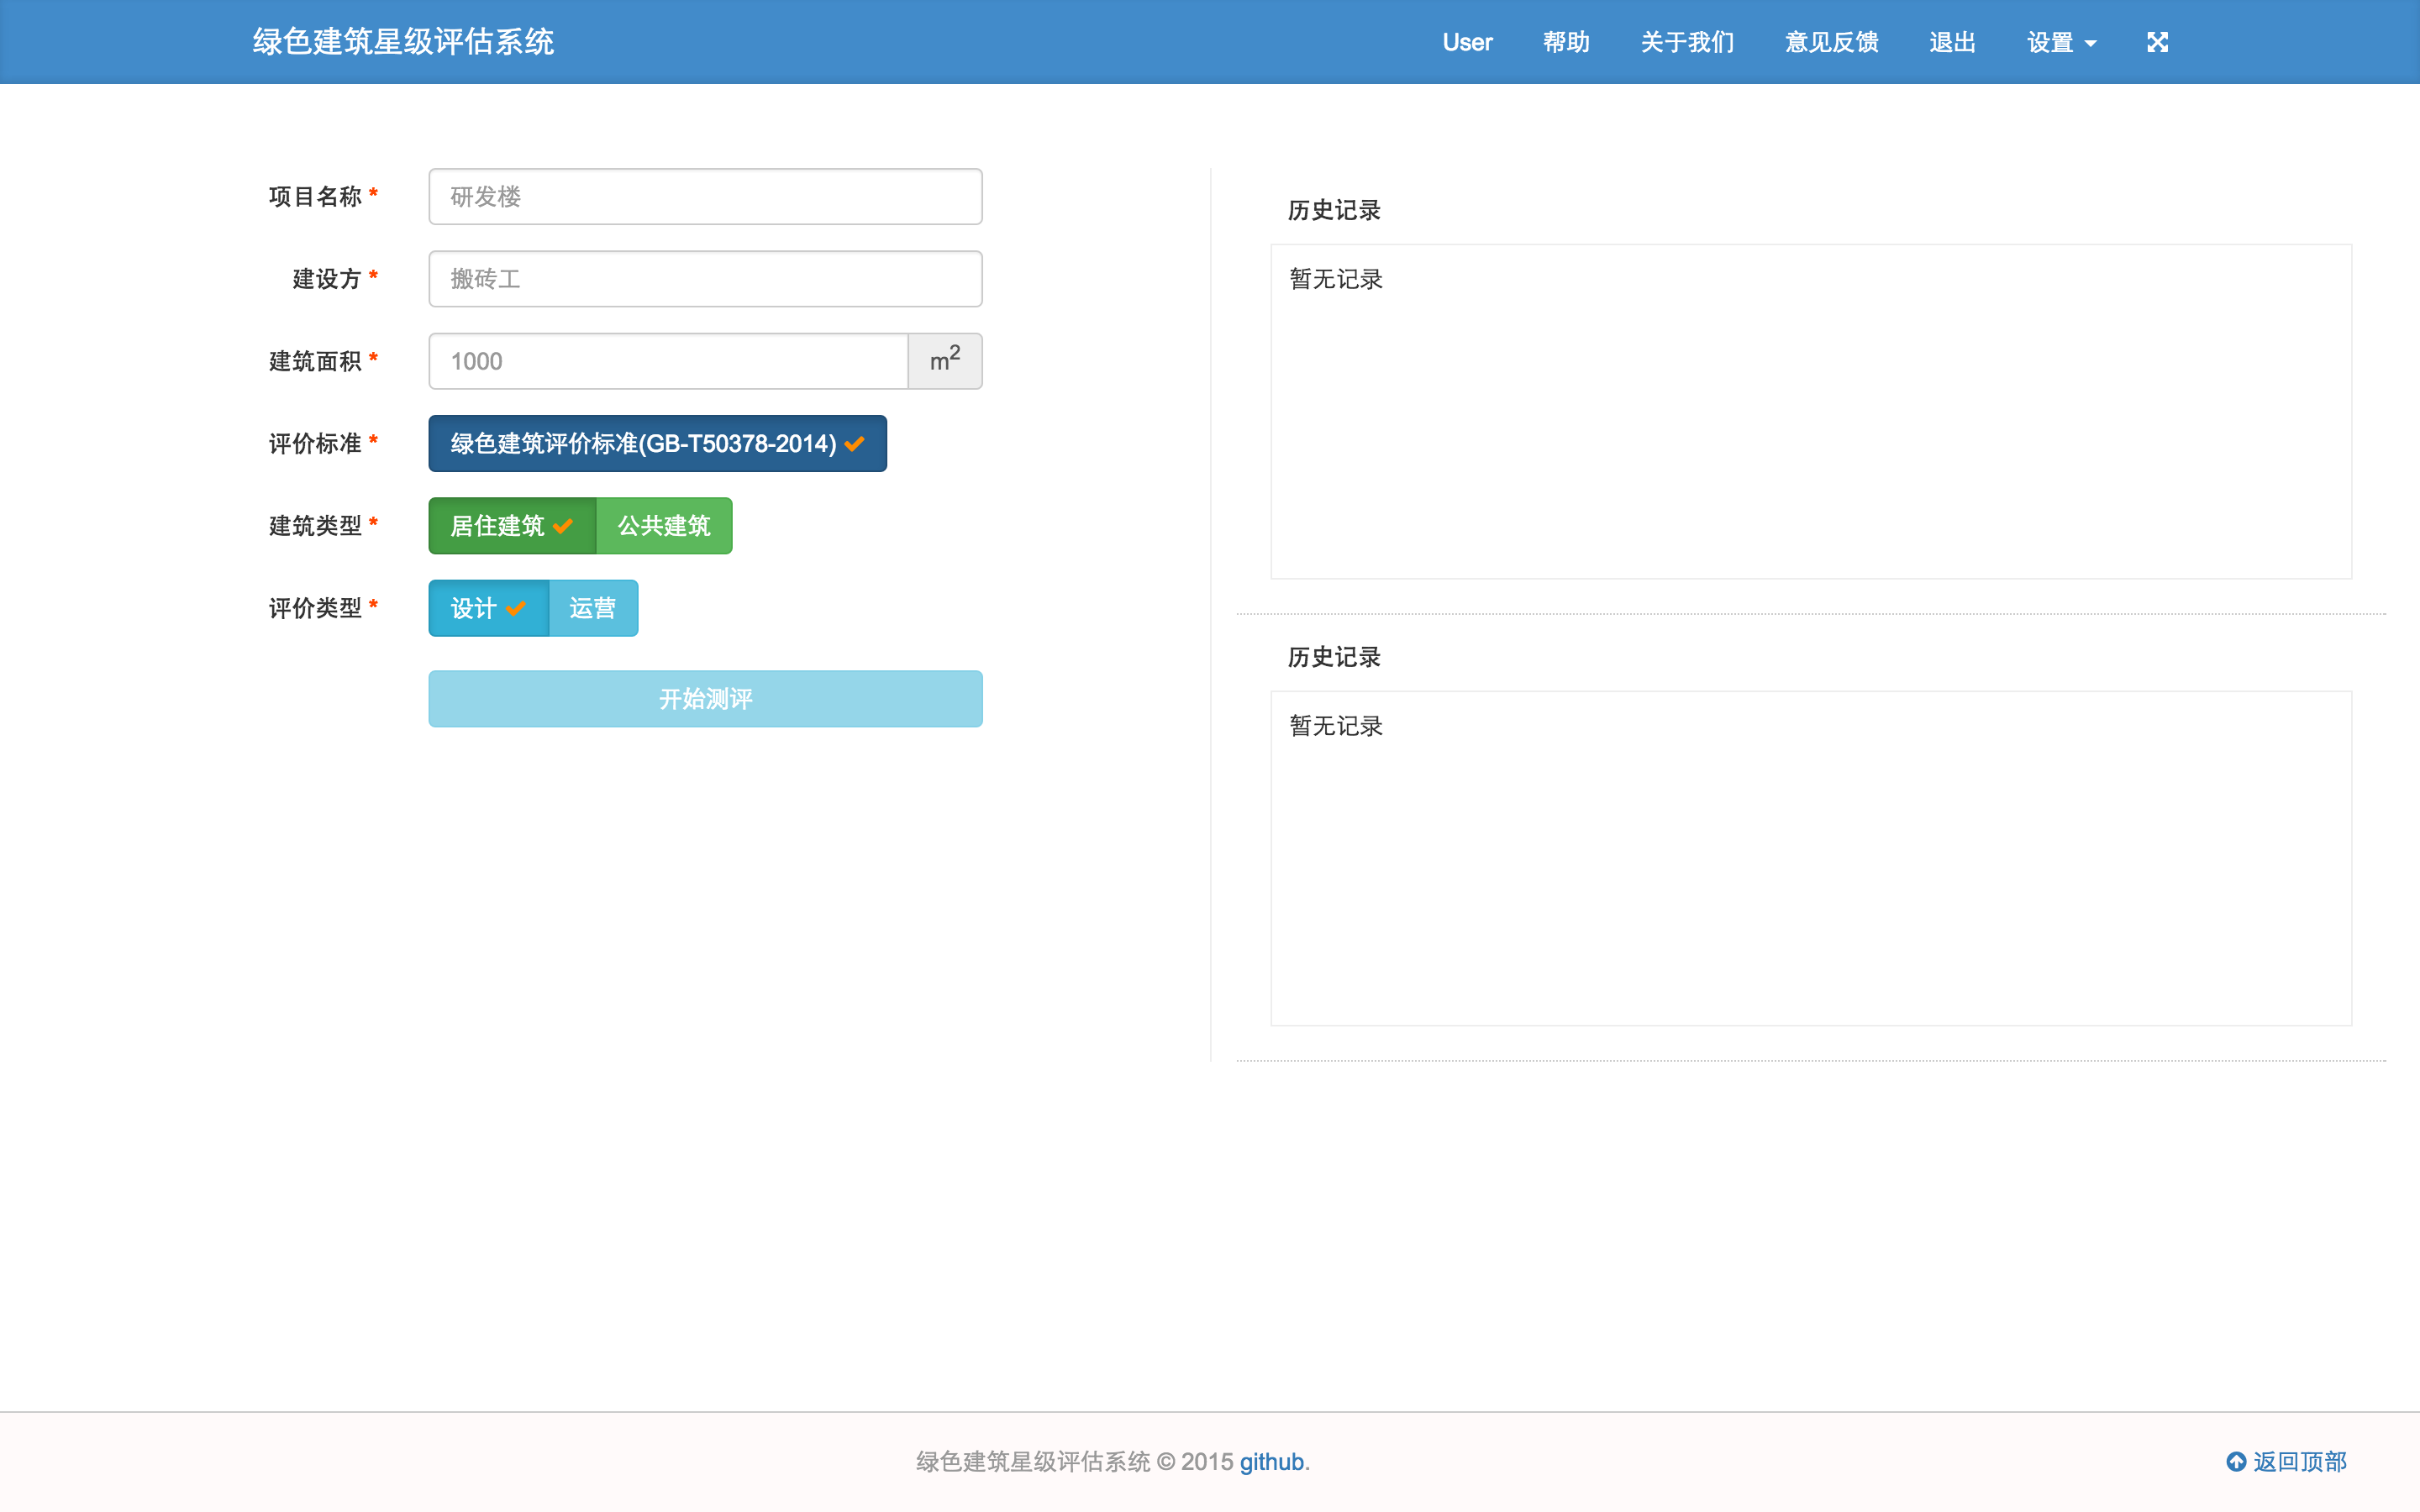 绿色建筑星级评估系统 User 帮助 关于我们 意见反馈 退出 设置
项目名称 * 研发楼
建设方 * 搬砖工
建筑面积 * 1000 m²
评价标准 * 绿色建筑评价标准(GB-T50378-2014)
建筑类型 * 居住建筑 公共建筑
评价类型 * 设计 运营
开始测评
历史记录
暂无记录
历史记录
暂无记录
绿色建筑星级评估系统 © 2015 github.
返回顶部